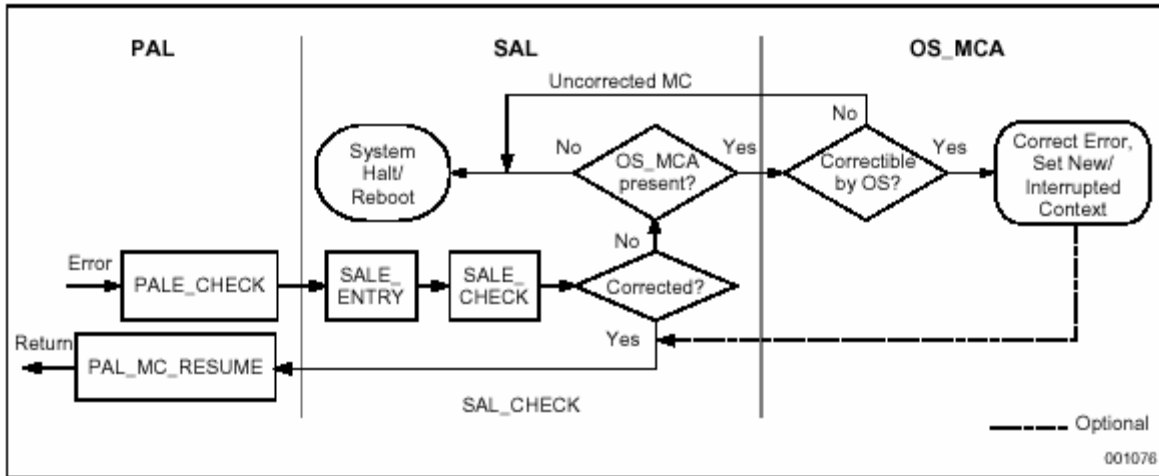 PAL
SAL
OS_MCA
Uncorrected MC
System
Halt/
Reboot
No
OS_MCA
present?
Yes
No
Correctible
by OS?
Yes
Correct Error,
Set New/
Interrupted
Context
Error
PALE_CHECK
SALE_
ENTRY
SALE_
CHECK
No
Corrected?
Yes
Return
PAL_MC_RESUME
SAL_CHECK
Optional
001076